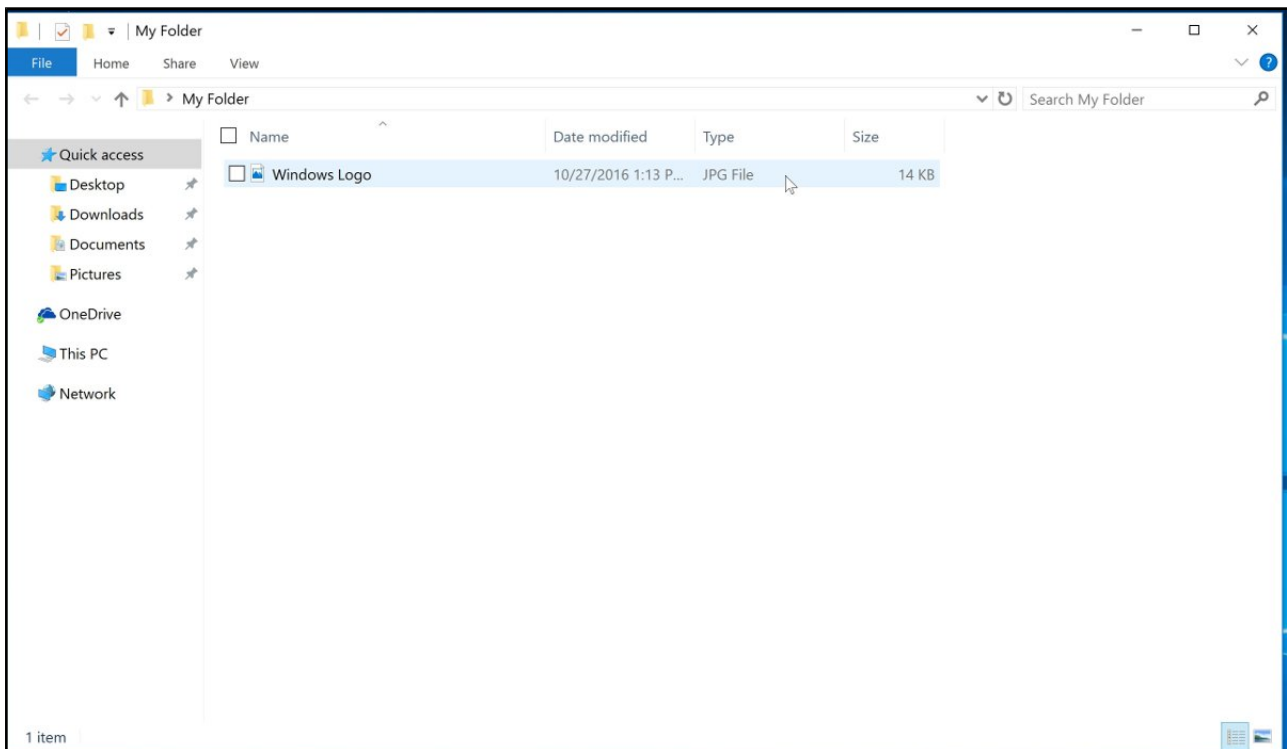 My Folder
File Home Share View ?
My Folder Search My Folder
Name Date modified Type Size
Quick access
Windows Logo 10/27/2016 1:13 P... JPG File 14 KB
Desktop
Downloads
Documents
Pictures
OneDrive
This PC
Network
1 item